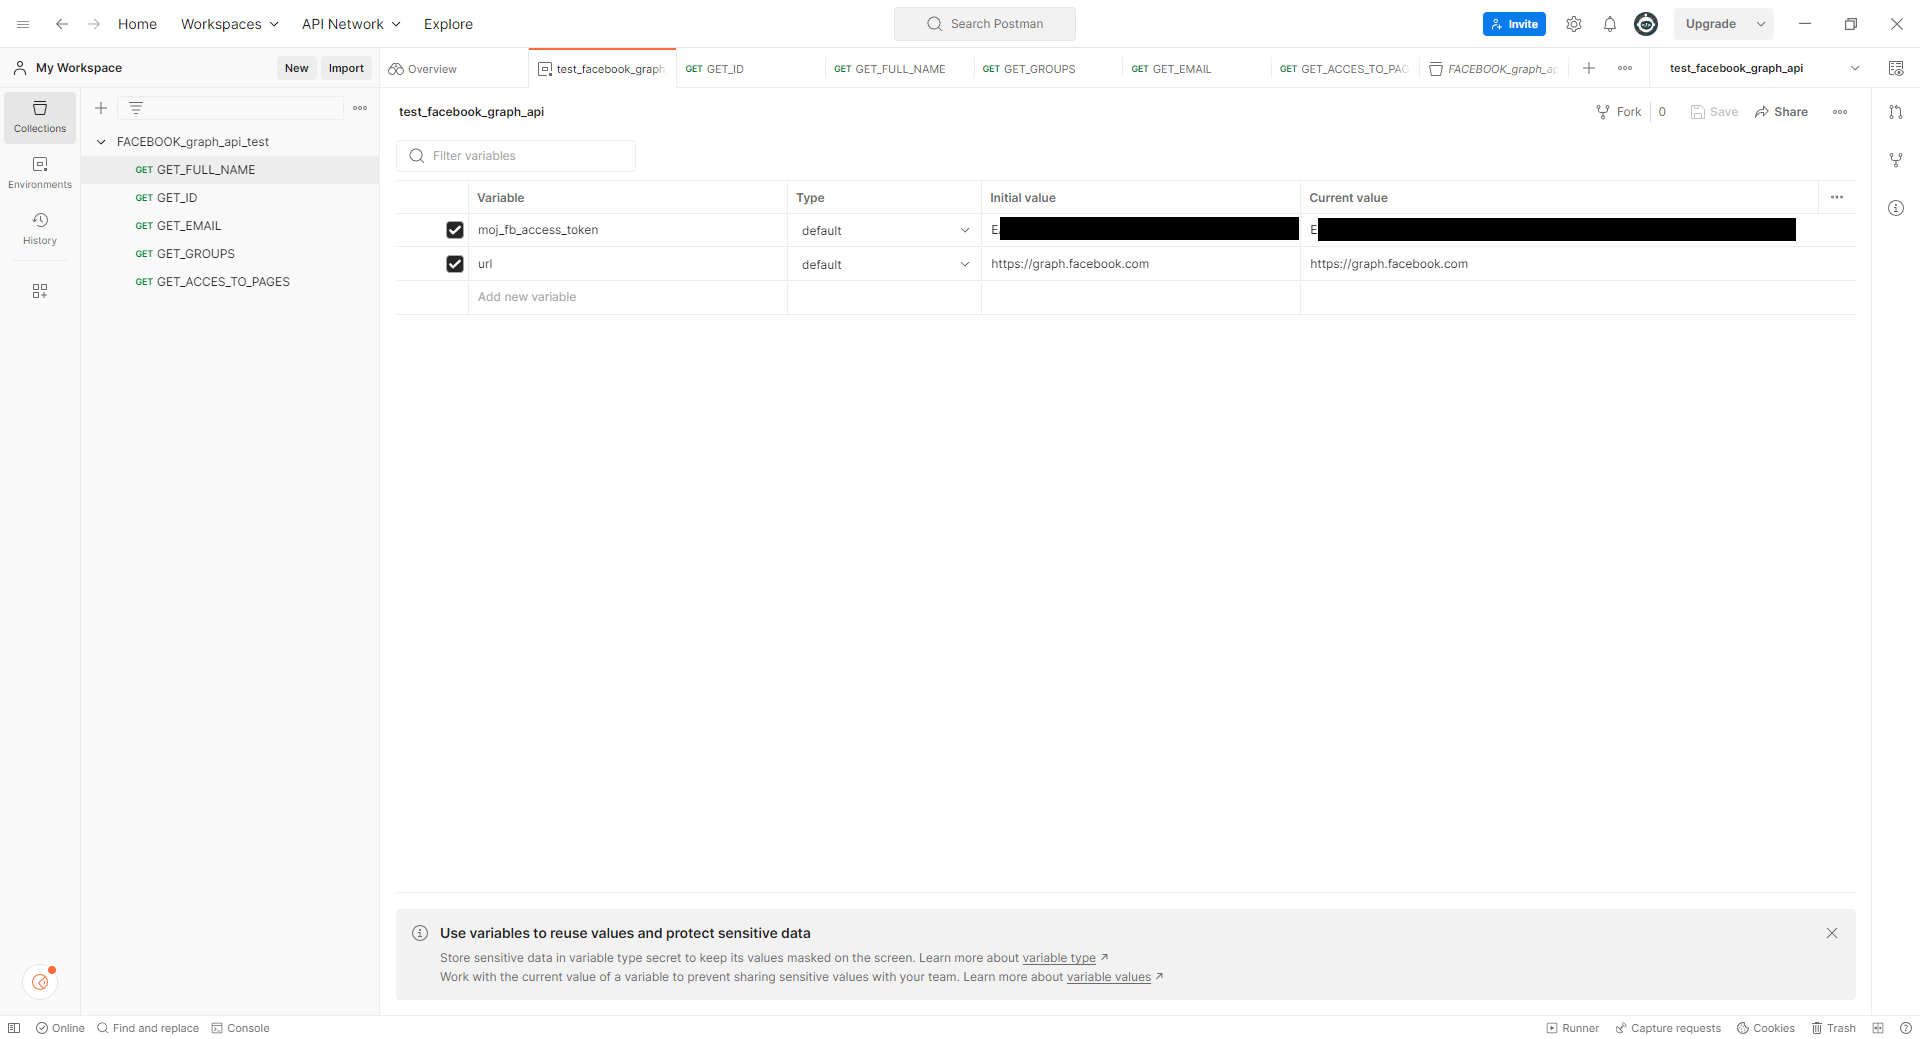 Home Workspaces API Network Explore Search Postman Invite Upgrade
My Workspace New Import Overview test_facebook_graph GET GET_ID GET GET_FULL_NAME GET GET_GROUPS GET GET_EMAIL GET GET_ACCES_TO_PAG FACEBOOK_graph_ap test_facebook_graph_api
Collections
Environments
History
FACEBOOK_graph_api_test
GET GET_FULL_NAME
GET GET_ID
GET GET_EMAIL
GET GET_GROUPS
GET GET_ACCES_TO_PAGES
test_facebook_graph_api Fork 0 Save Share
Filter variables
Variable Type Initial value Current value
moj_fb_access_token default E E
url default https://graph.facebook.com https://graph.facebook.com
Add new variable
Use variables to reuse values and protect sensitive data
Store sensitive data in variable type secret to keep its values masked on the screen. Learn more about variable type
Work with the current value of a variable to prevent sharing sensitive values with your team. Learn more about variable values
Online Find and replace Console Runner Capture requests Cookies Trash